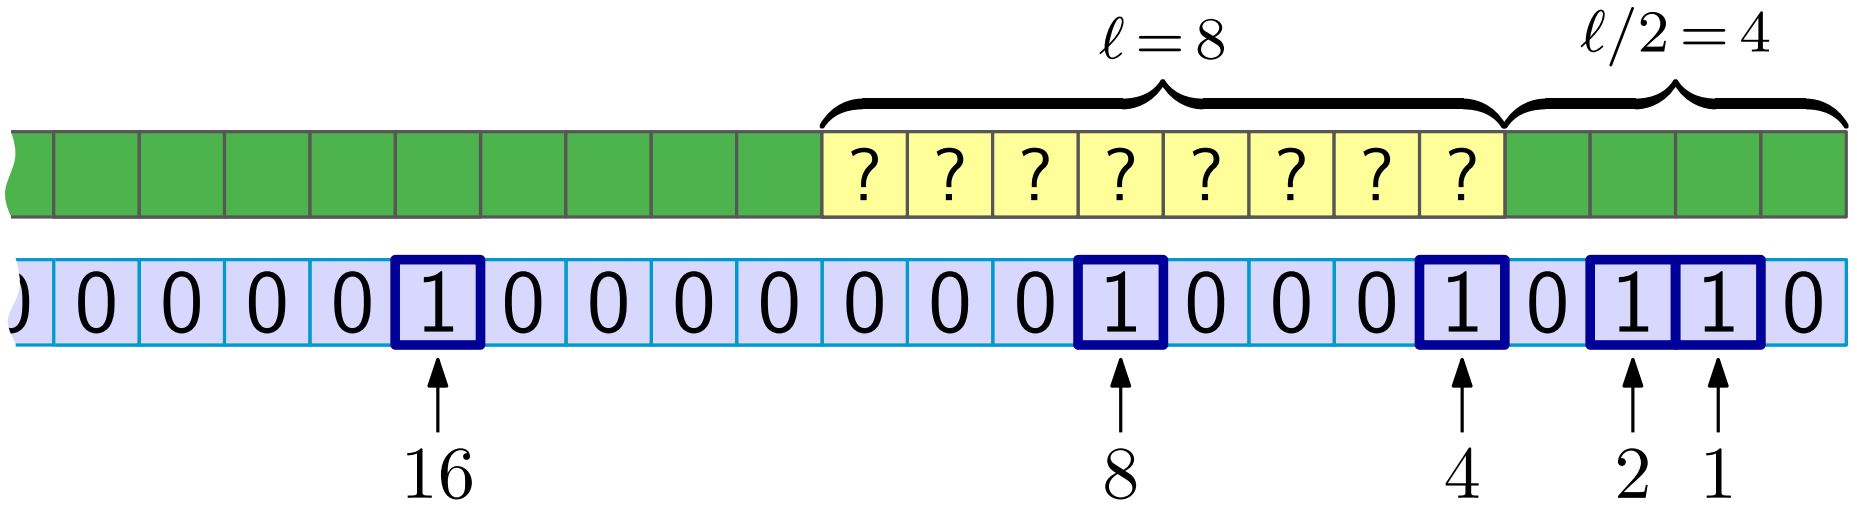 ℓ = 8 ℓ/2 = 4
? ? ? ? ? ? ? ?
0 0 0 0 0 1 0 0 0 0 0 0 0 1 0 0 0 1 0 1 1 0
16 8 4 2 1